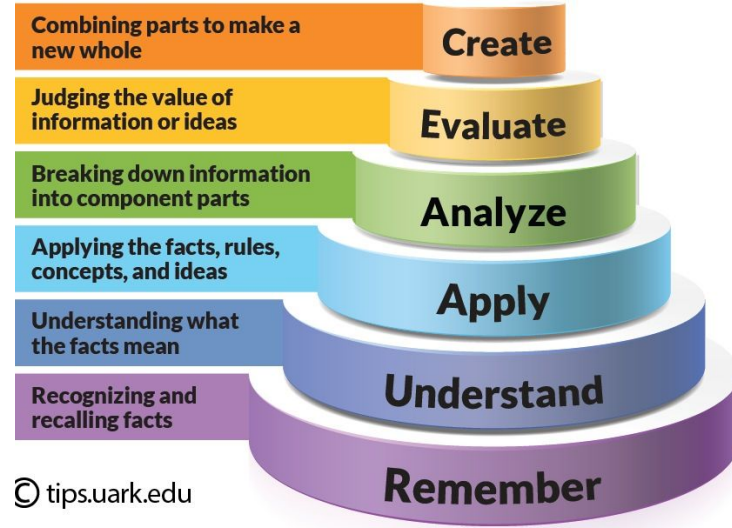 Combining parts to make a
new whole
Create
Judging the value of
information or ideas
Evaluate
Breaking down information
into component parts
Analyze
Applying the facts, rules,
concepts, and ideas
Apply
Understanding what
the facts mean
Understand
Recognizing and
recalling facts
Remember
© tips.uark.edu